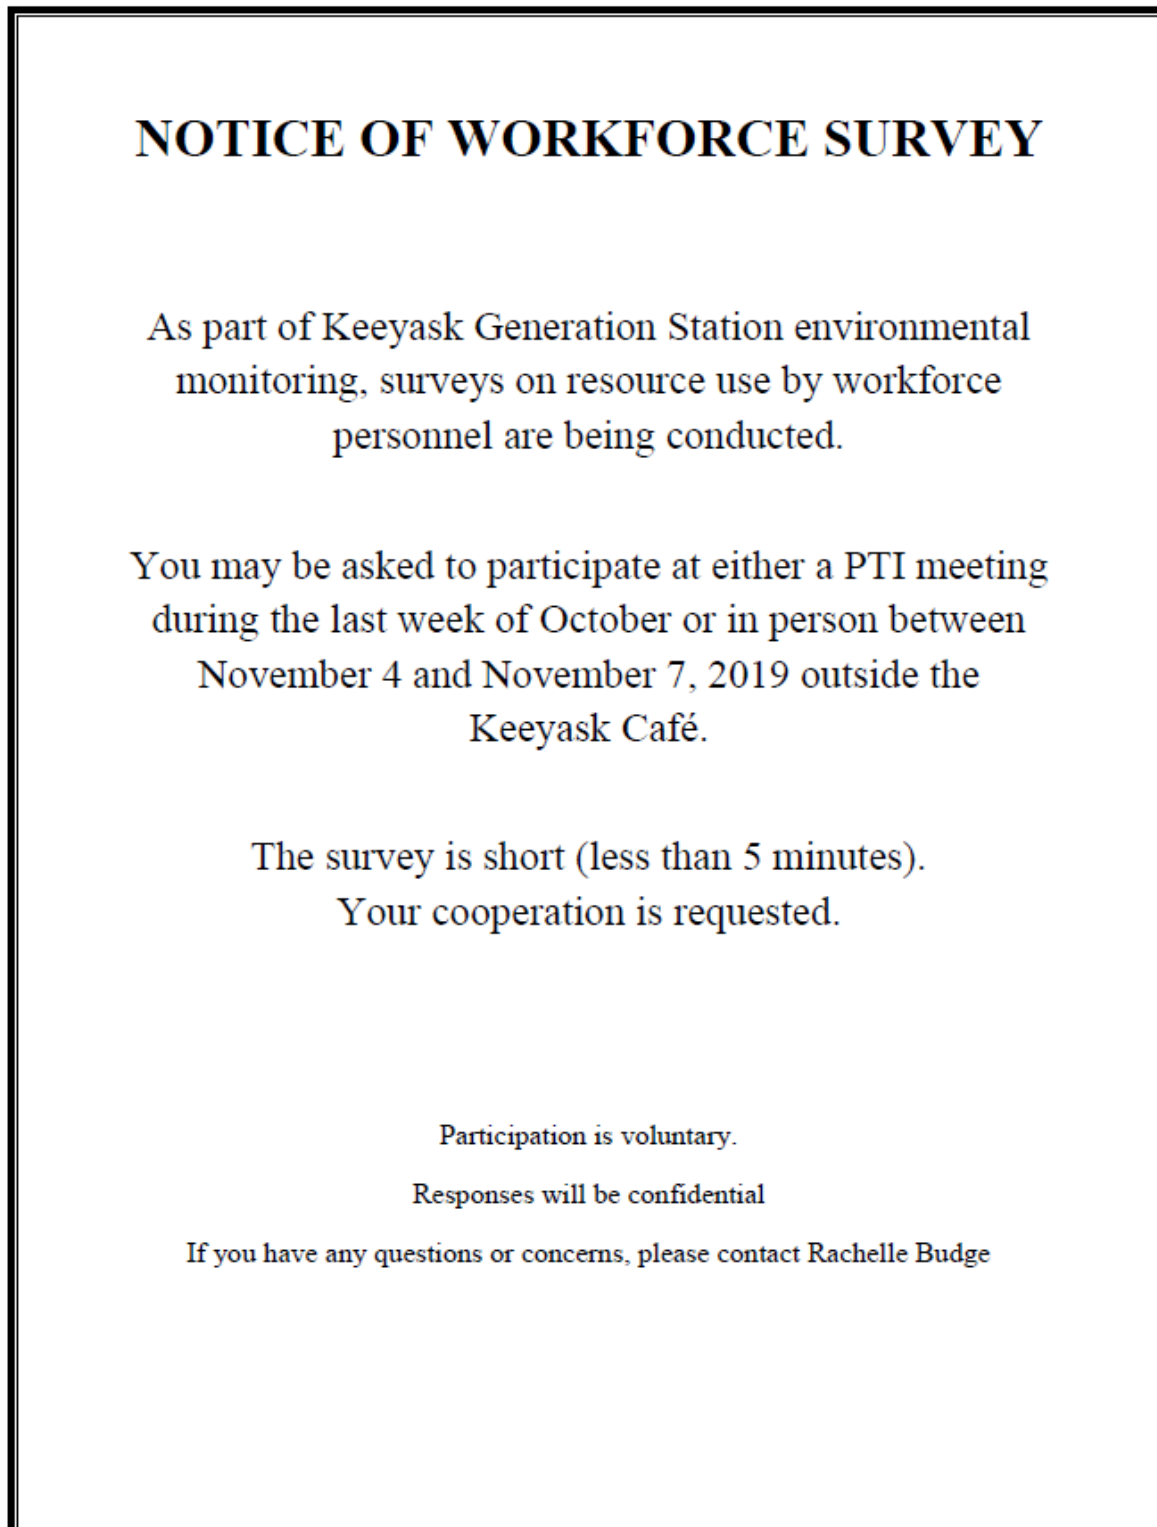 NOTICE OF WORKFORCE SURVEY
As part of Keeyask Generation Station environmental
monitoring, surveys on resource use by workforce
personnel are being conducted.
You may be asked to participate at either a PTI meeting
during the last week of October or in person between
November 4 and November 7, 2019 outside the
Keeyask Café.
The survey is short (less than 5 minutes).
Your cooperation is requested.
Participation is voluntary.
Responses will be confidential
If you have any questions or concerns, please contact Rachelle Budge